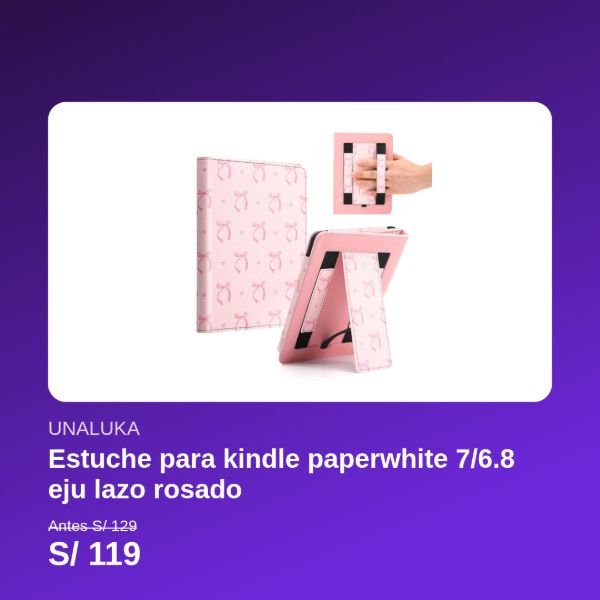 UNALUKA
Estuche para kindle paperwhite 7/6.8
eju lazo rosado
Antes S/ 129
S/ 119